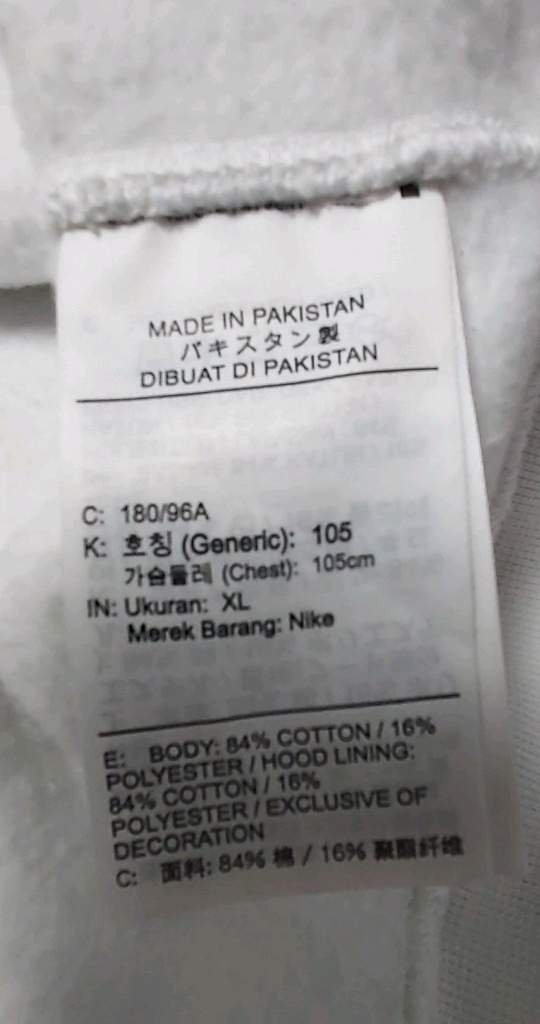 MADE IN PAKISTAN
パキスタン製
DIBUAT DI PAKISTAN
C: 180/96A
K: 호칭 (Generic): 105
가슴둘레 (Chest): 105cm
IN: Ukuran: XL
Merek Barang: Nike
E: BODY: 84% COTTON / 16%
POLYESTER / HOOD LINING:
84% COTTON / 16%
POLYESTER / EXCLUSIVE OF
DECORATION
C: 面料: 84% 棉 / 16% 聚酯纤维